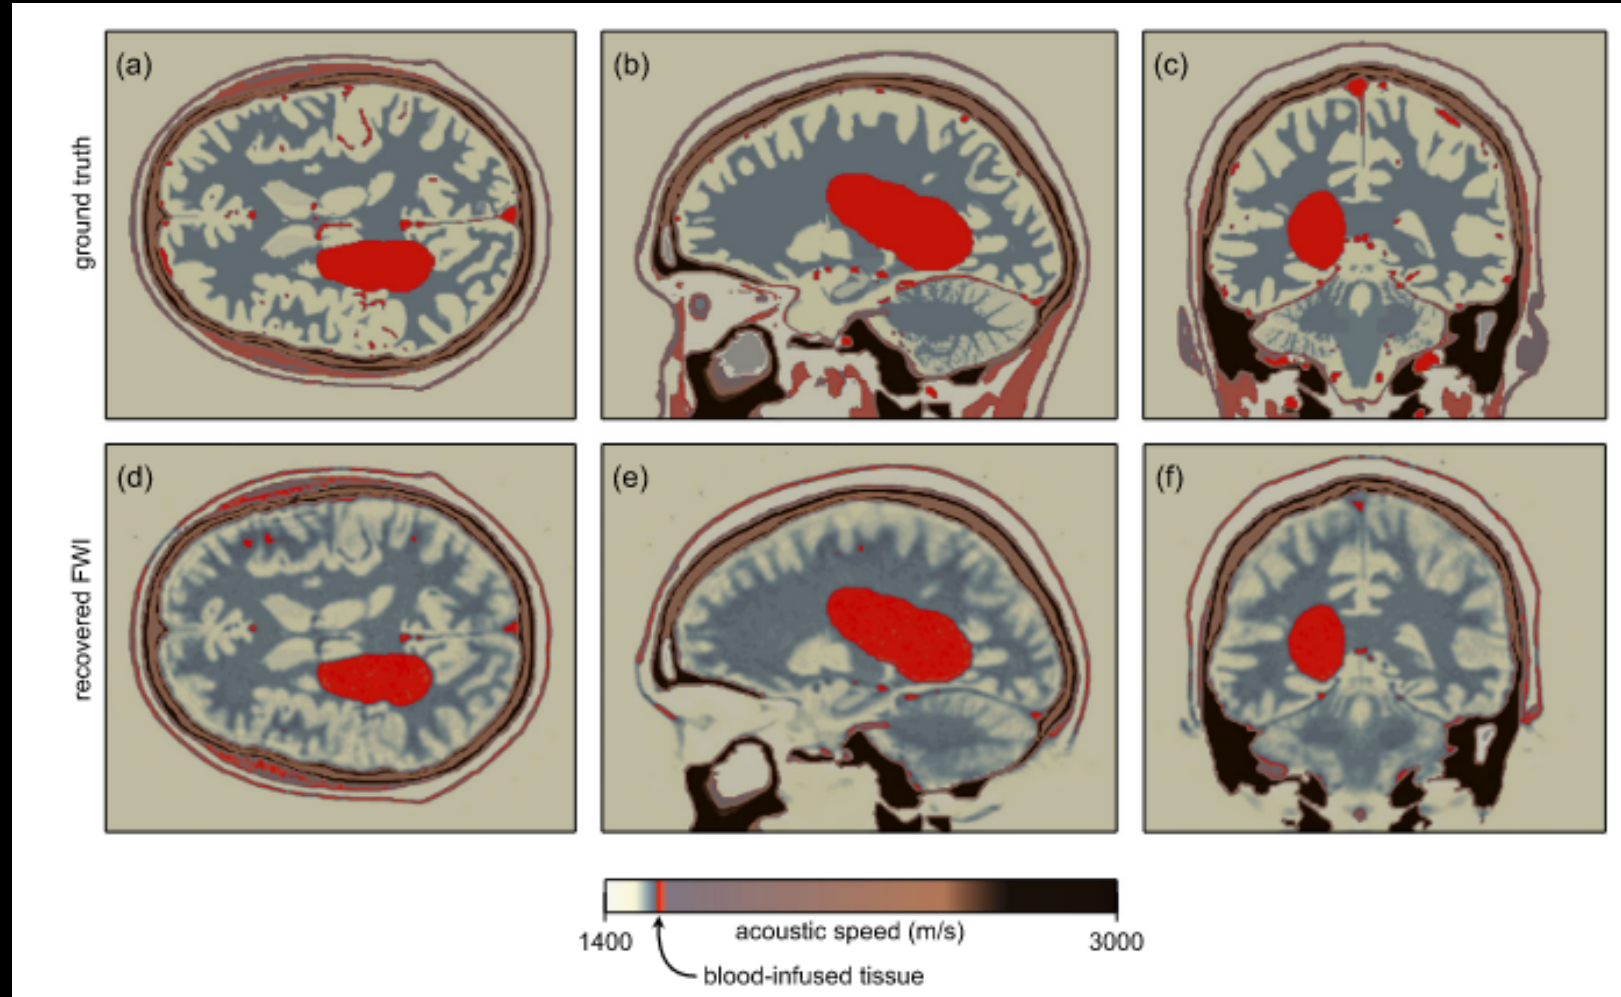 (a)
(b)
(c)
ground truth
(d)
(e)
(f)
recovered FWI
1400
acoustic speed (m/s)
3000
blood-infused tissue